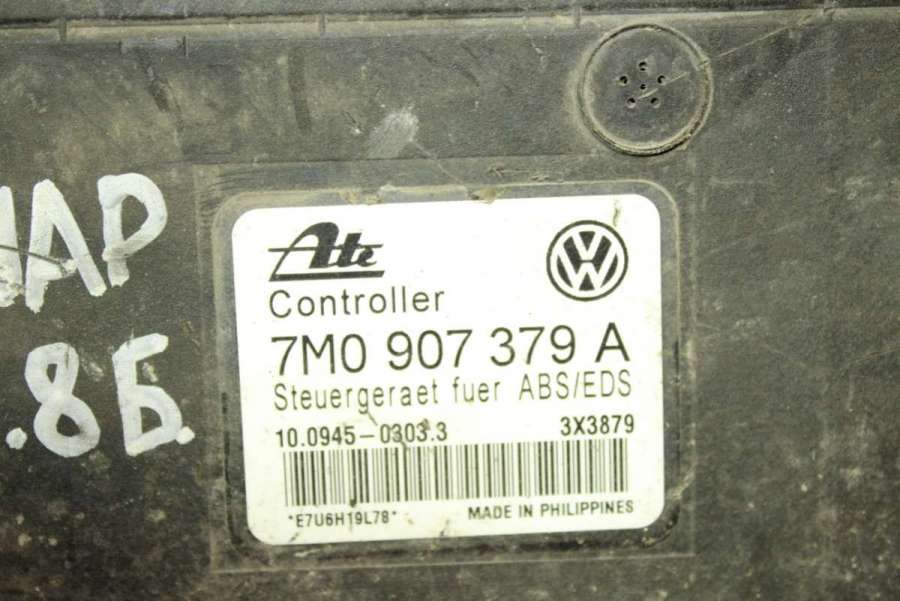 Ate
Controller
7M0 907 379 A
Steuergeraet fuer ABS/EDS
10.0945-0303.3 3X3879
*E7U6H19L78*
MADE IN PHILIPPINES
VW
.8Б.